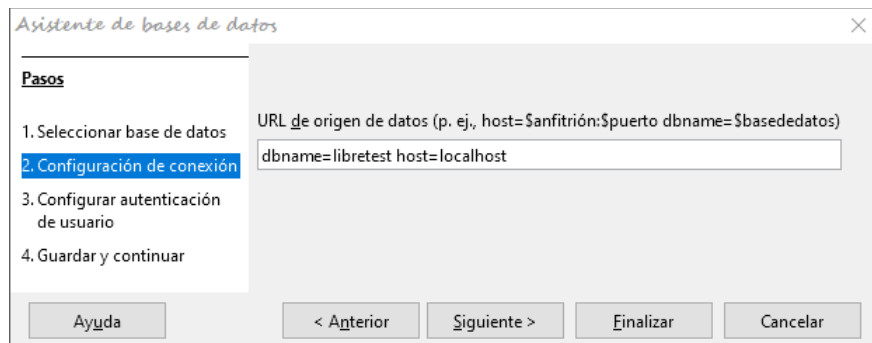 Asistente de bases de datos
Pasos
1. Seleccionar base de datos
2. Configuración de conexión
3. Configurar autenticación
de usuario
4. Guardar y continuar
URL de origen de datos (p. ej., host=$anfitrión:$puerto dbname=$basededatos)
dbname=libretest host=localhost
Ayuda
< Anterior
Siguiente >
Finalizar
Cancelar